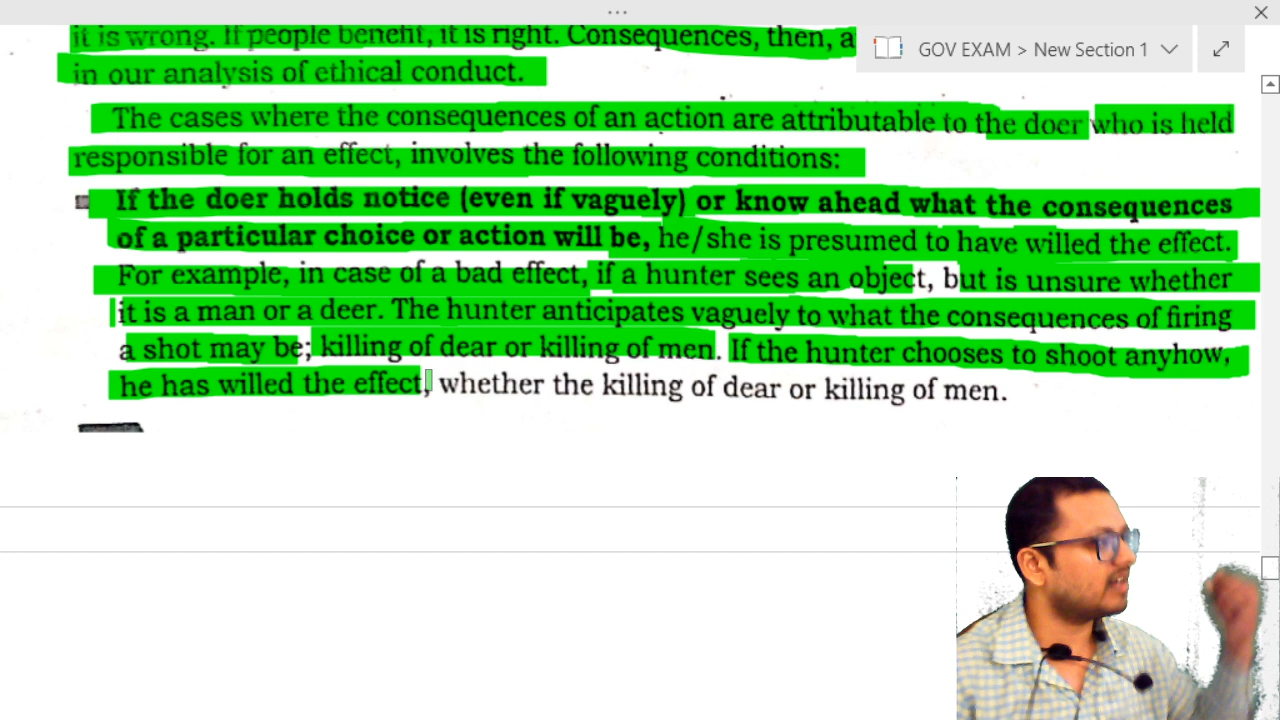 it is wrong. If people benefit, it is right. Consequences, then, a
GOV EXAM > New Section 1
in our analysis of ethical conduct.
The cases where the consequences of an action are attributable to the doer who is held
responsible for an effect, involves the following conditions:
If the doer holds notice (even if vaguely) or know ahead what the consequences
of a particular choice or action will be, he/she is presumed to have willed the effect.
For example, in case of a bad effect, if a hunter sees an object, but is unsure whether
it is a man or a deer. The hunter anticipates vaguely to what the consequences of firing
a shot may be; killing of dear or killing of men. If the hunter chooses to shoot anyhow,
he has willed the effect, whether the killing of dear or killing of men.